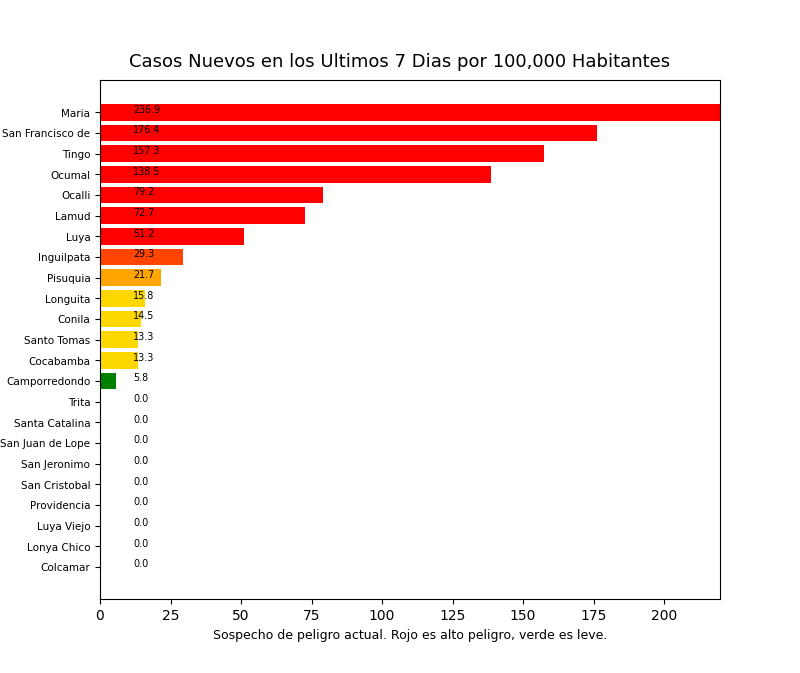 Casos Nuevos en los Ultimos 7 Dias por 100,000 Habitantes
Maria 236.9
San Francisco de 176.4
Tingo 157.3
Ocumal 138.5
Ocalli 79.2
Lamud 72.7
Luya 51.2
Inguilpata 29.3
Pisuquia 21.7
Longuita 15.8
Conila 14.5
Santo Tomas 13.3
Cocabamba 13.3
Camporredondo 5.8
Trita 0.0
Santa Catalina 0.0
San Juan de Lope 0.0
San Jeronimo 0.0
San Cristobal 0.0
Providencia 0.0
Luya Viejo 0.0
Lonya Chico 0.0
Colcamar 0.0
0 25 50 75 100 125 150 175 200
Sospecho de peligro actual. Rojo es alto peligro, verde es leve.